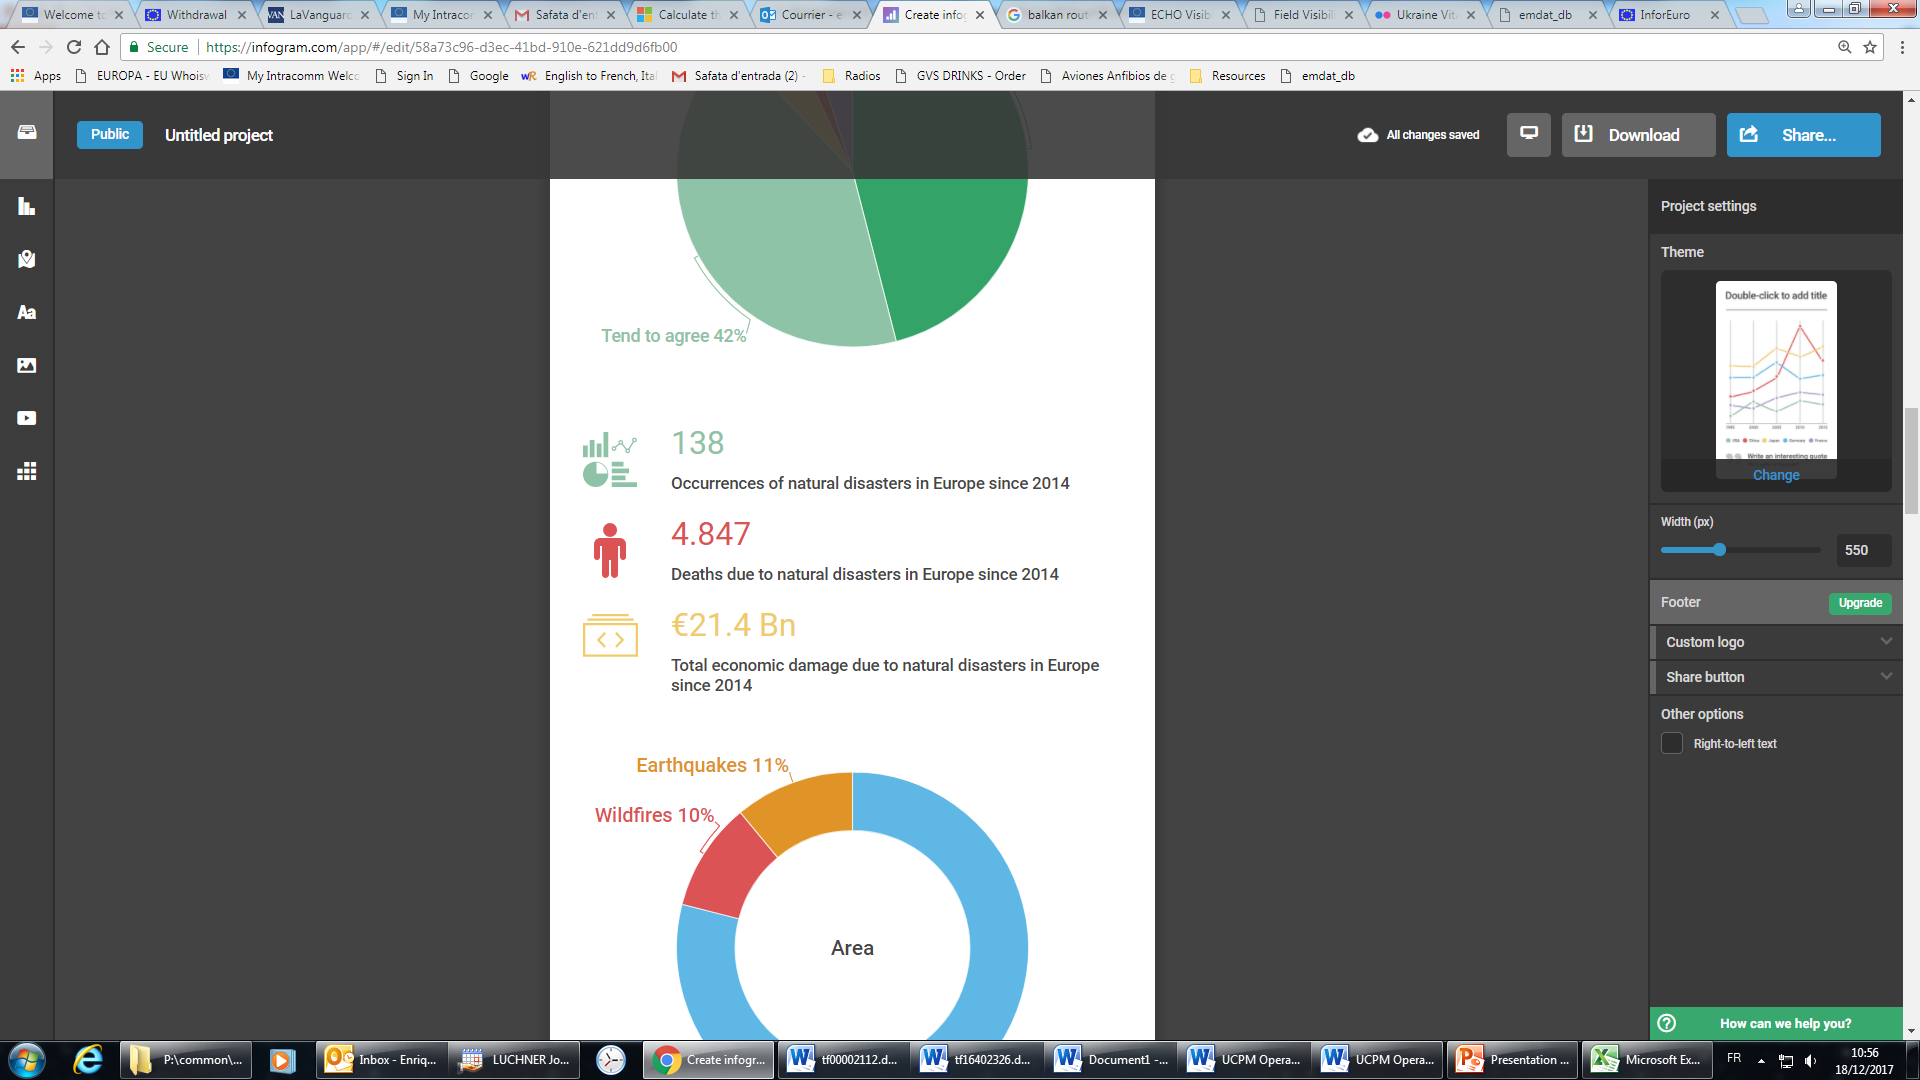 Welcome to
Withdrawal
LaVanguard
My Intracor
Safata d'ent
Calculate th
Courrier - e
Create infog
balkan rout
ECHO Visib
Field Visibil
Ukraine Vit
emdat_db
InforEuro
Secure
https://infogram.com/app/#/edit/58a73c96-d3ec-41bd-910e-621dd9d6fb00
Apps
EUROPA - EU Whoisw
My Intracomm Welco
Sign In
Google
English to French, Ital
Safata d'entrada (2) -
Radios
GVS DRINKS - Order
Aviones Anfibios de g
Resources
emdat_db
Public
Untitled project
All changes saved
Download
Share...
Project settings
Theme
Double-click to add title
Write an interesting quote
Change
Width (px)
550
Footer
Upgrade
Custom logo
Share button
Other options
Right-to-left text
How can we help you?
Aa
Tend to agree 42%
138
Occurrences of natural disasters in Europe since 2014
4.847
Deaths due to natural disasters in Europe since 2014
€21.4 Bn
Total economic damage due to natural disasters in Europe
since 2014
Earthquakes 11%
Wildfires 10%
Area
P:\common\...
Inbox - Enriq...
LUCHNER Jo...
Create infogr...
tf00002112.d...
tf16402326.d...
Document1 -...
UCPM Opera...
UCPM Opera...
Presentation ...
Microsoft Ex...
FR
10:56
18/12/2017